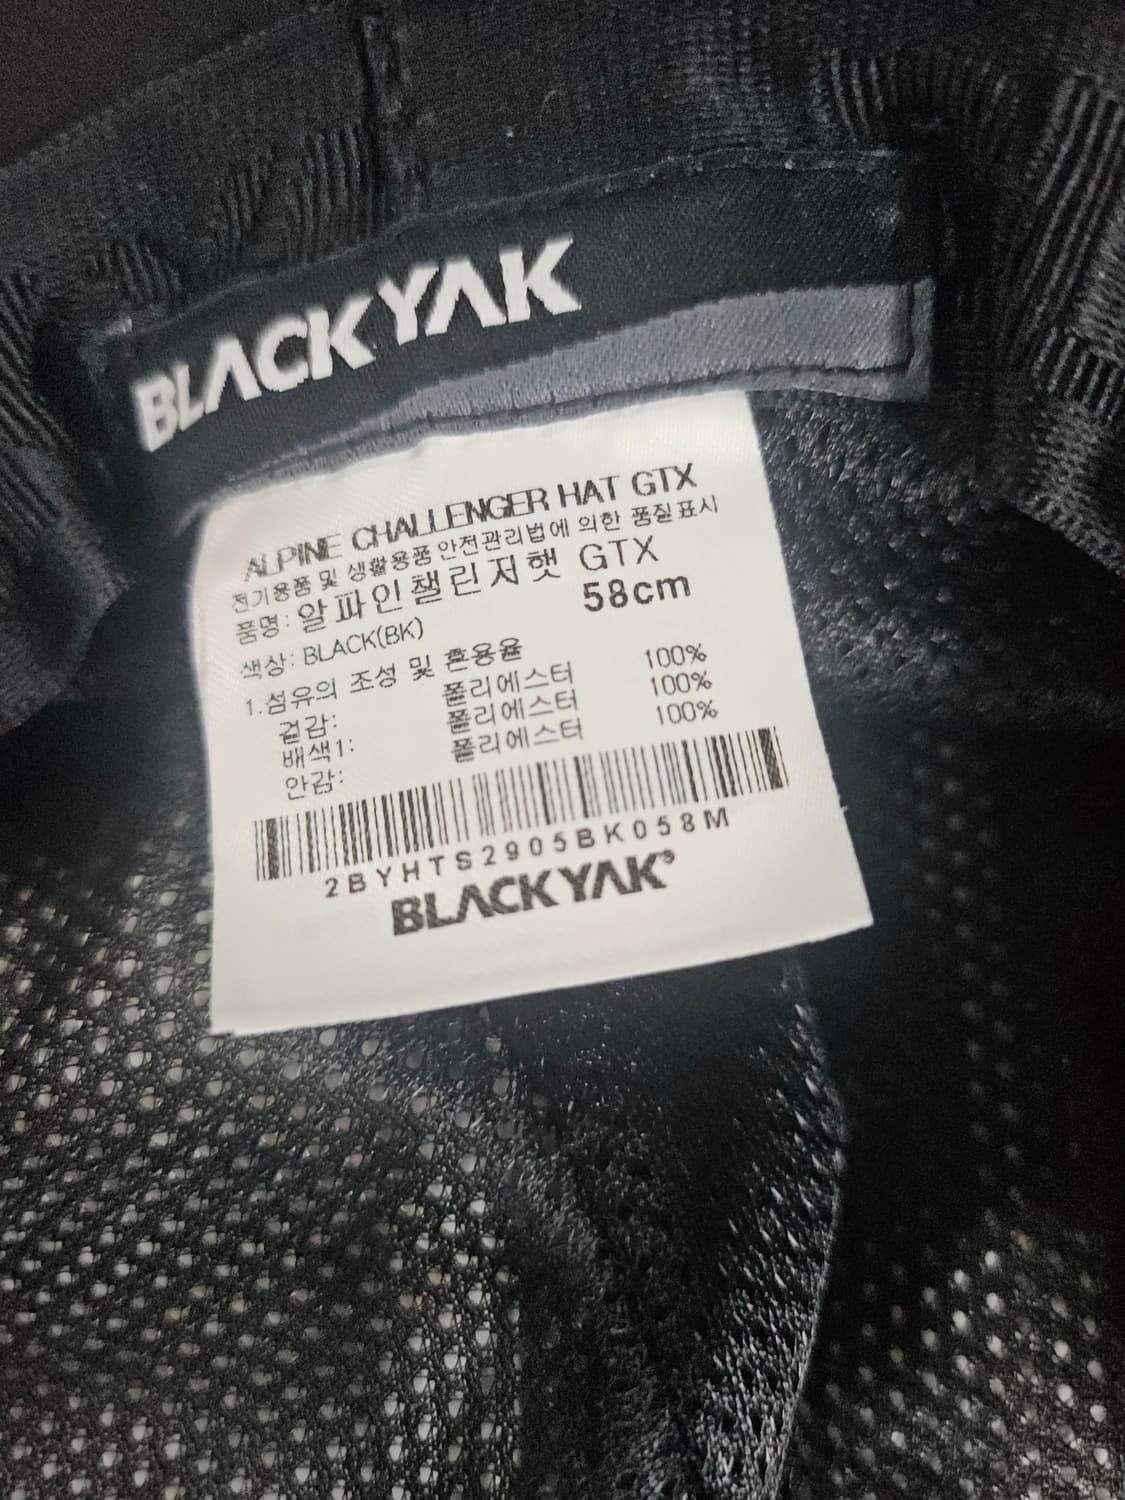 BLACKYAK
ALPINE CHALLENGER HAT GTX
전기용품 및 생활용품 안전관리법에 의한 품질표시
품명: 알파인챌린저햇 GTX
58cm
색상: BLACK(BK)
1.섬유의 조성 및 혼용율
겉감: 폴리에스터 100%
배색1: 폴리에스터 100%
안감: 폴리에스터 100%
2BYHTS2905BK058M
BLACKYAK®